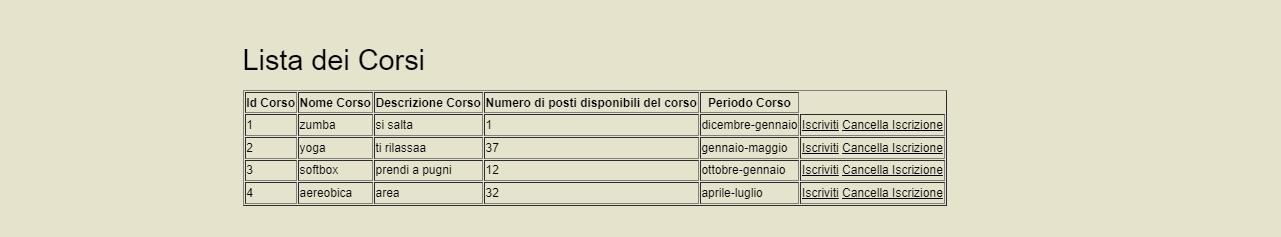 Lista dei Corsi
Id Corso Nome Corso Descrizione Corso Numero di posti disponibili del corso Periodo Corso
1 zumba si salta 1 dicembre-gennaio Iscriviti Cancella Iscrizione
2 yoga ti rilassaa 37 gennaio-maggio Iscriviti Cancella Iscrizione
3 softbox prendi a pugni 12 ottobre-gennaio Iscriviti Cancella Iscrizione
4 aereobica area 32 aprile-luglio Iscriviti Cancella Iscrizione